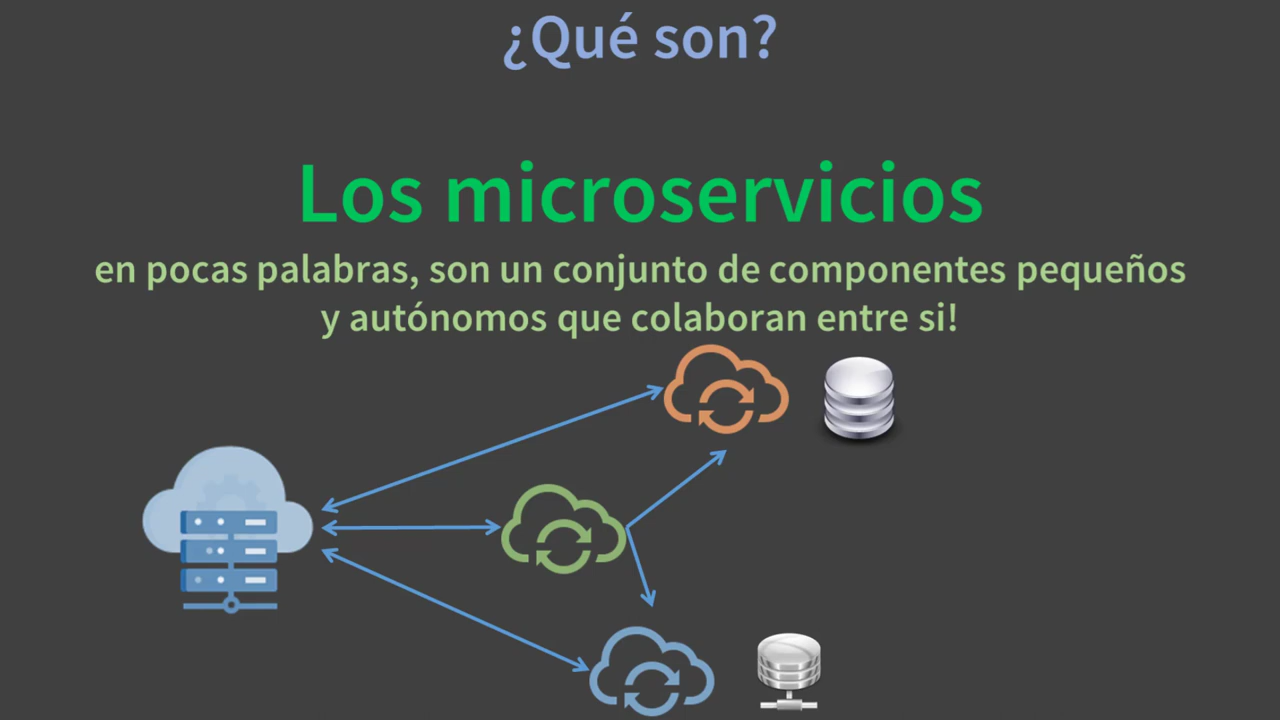 ¿Qué son?
Los microservicios
en pocas palabras, son un conjunto de componentes pequeños
y autónomos que colaboran entre si!